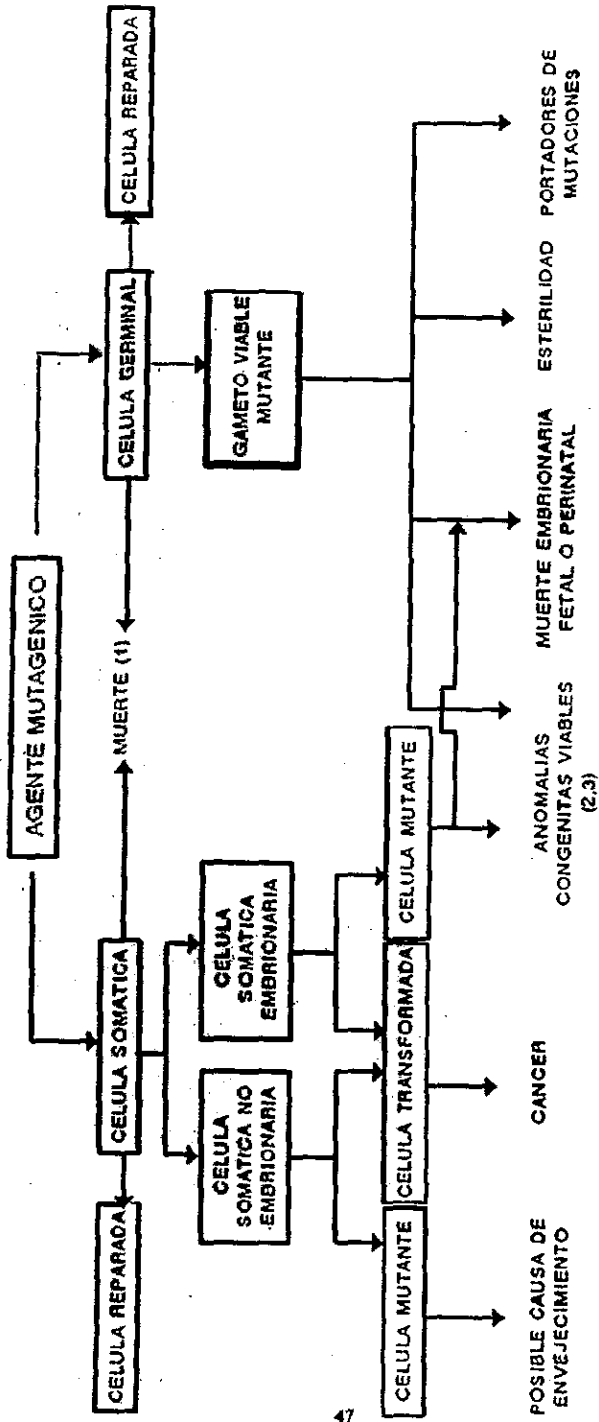 AGENTE MUTAGENICO
CELULA REPARADA
CELULA SOMATICA
MUERTE (1)
CELULA GERMINAL
CELULA REPARADA
CELULA
SOMATICA NO
EMBRIONARIA
CELULA
SOMATICA
EMBRIONARIA
GAMETO VIABLE
MUTANTE
CELULA MUTANTE
CELULA TRANSFORMADA
CELULA MUTANTE
POSIBLE CAUSA DE
ENVEJECIMIENTO
CANCER
ANOMALIAS
CONGENITAS VIABLES
(2,3)
MUERTE EMBRIONARIA
FETAL O PERINATAL
ESTERILIDAD
PORTADORES DE
MUTACIONES
47